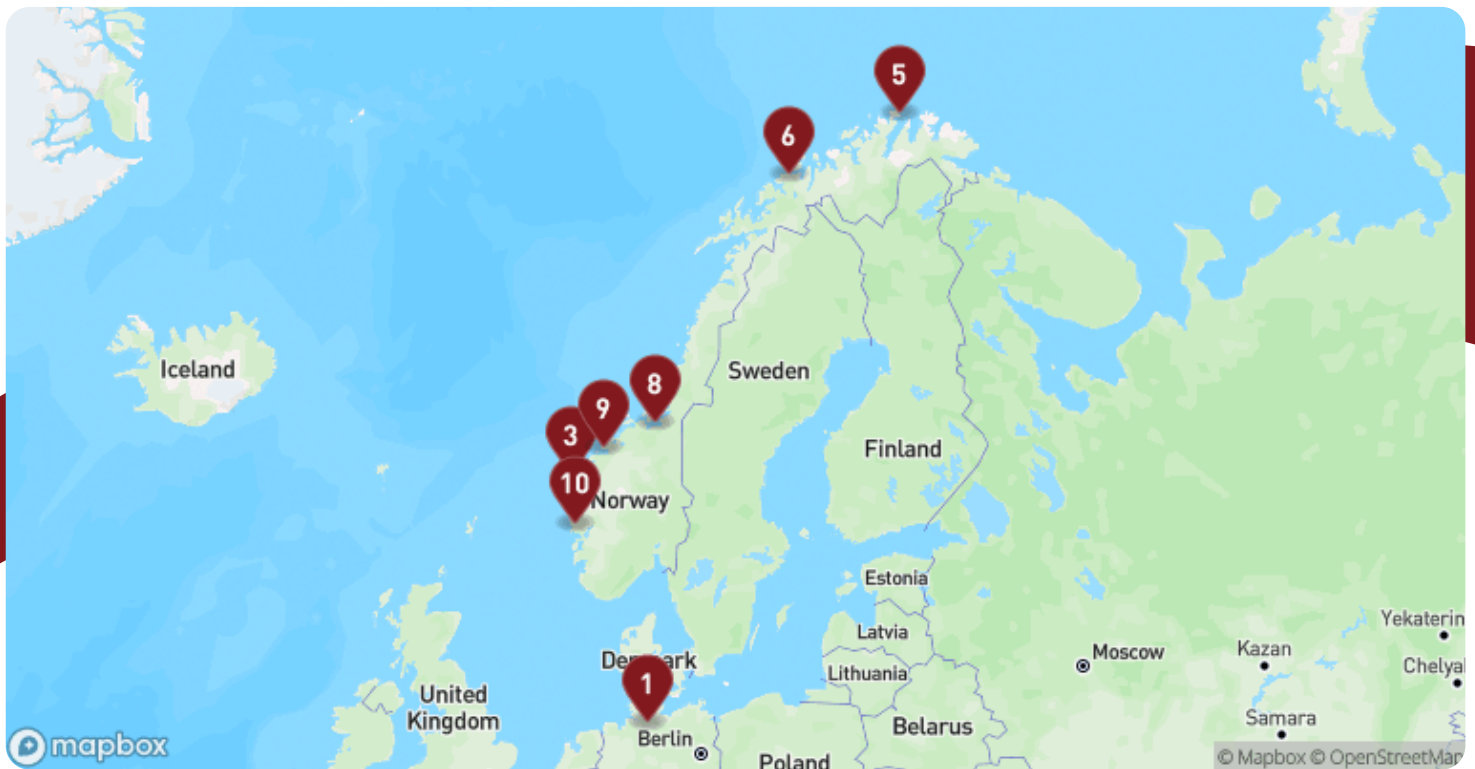 5
6
Iceland
Sweden
8
9
3
Finland
10
Norway
Estonia
Yekaterin
Latvia
Kazan
Moscow
Denmark
Chelya
Lithuania
1
United
Kingdom
Samara
Belarus
Berlin
mapbox
Poland
© Mapbox © OpenStreetMap